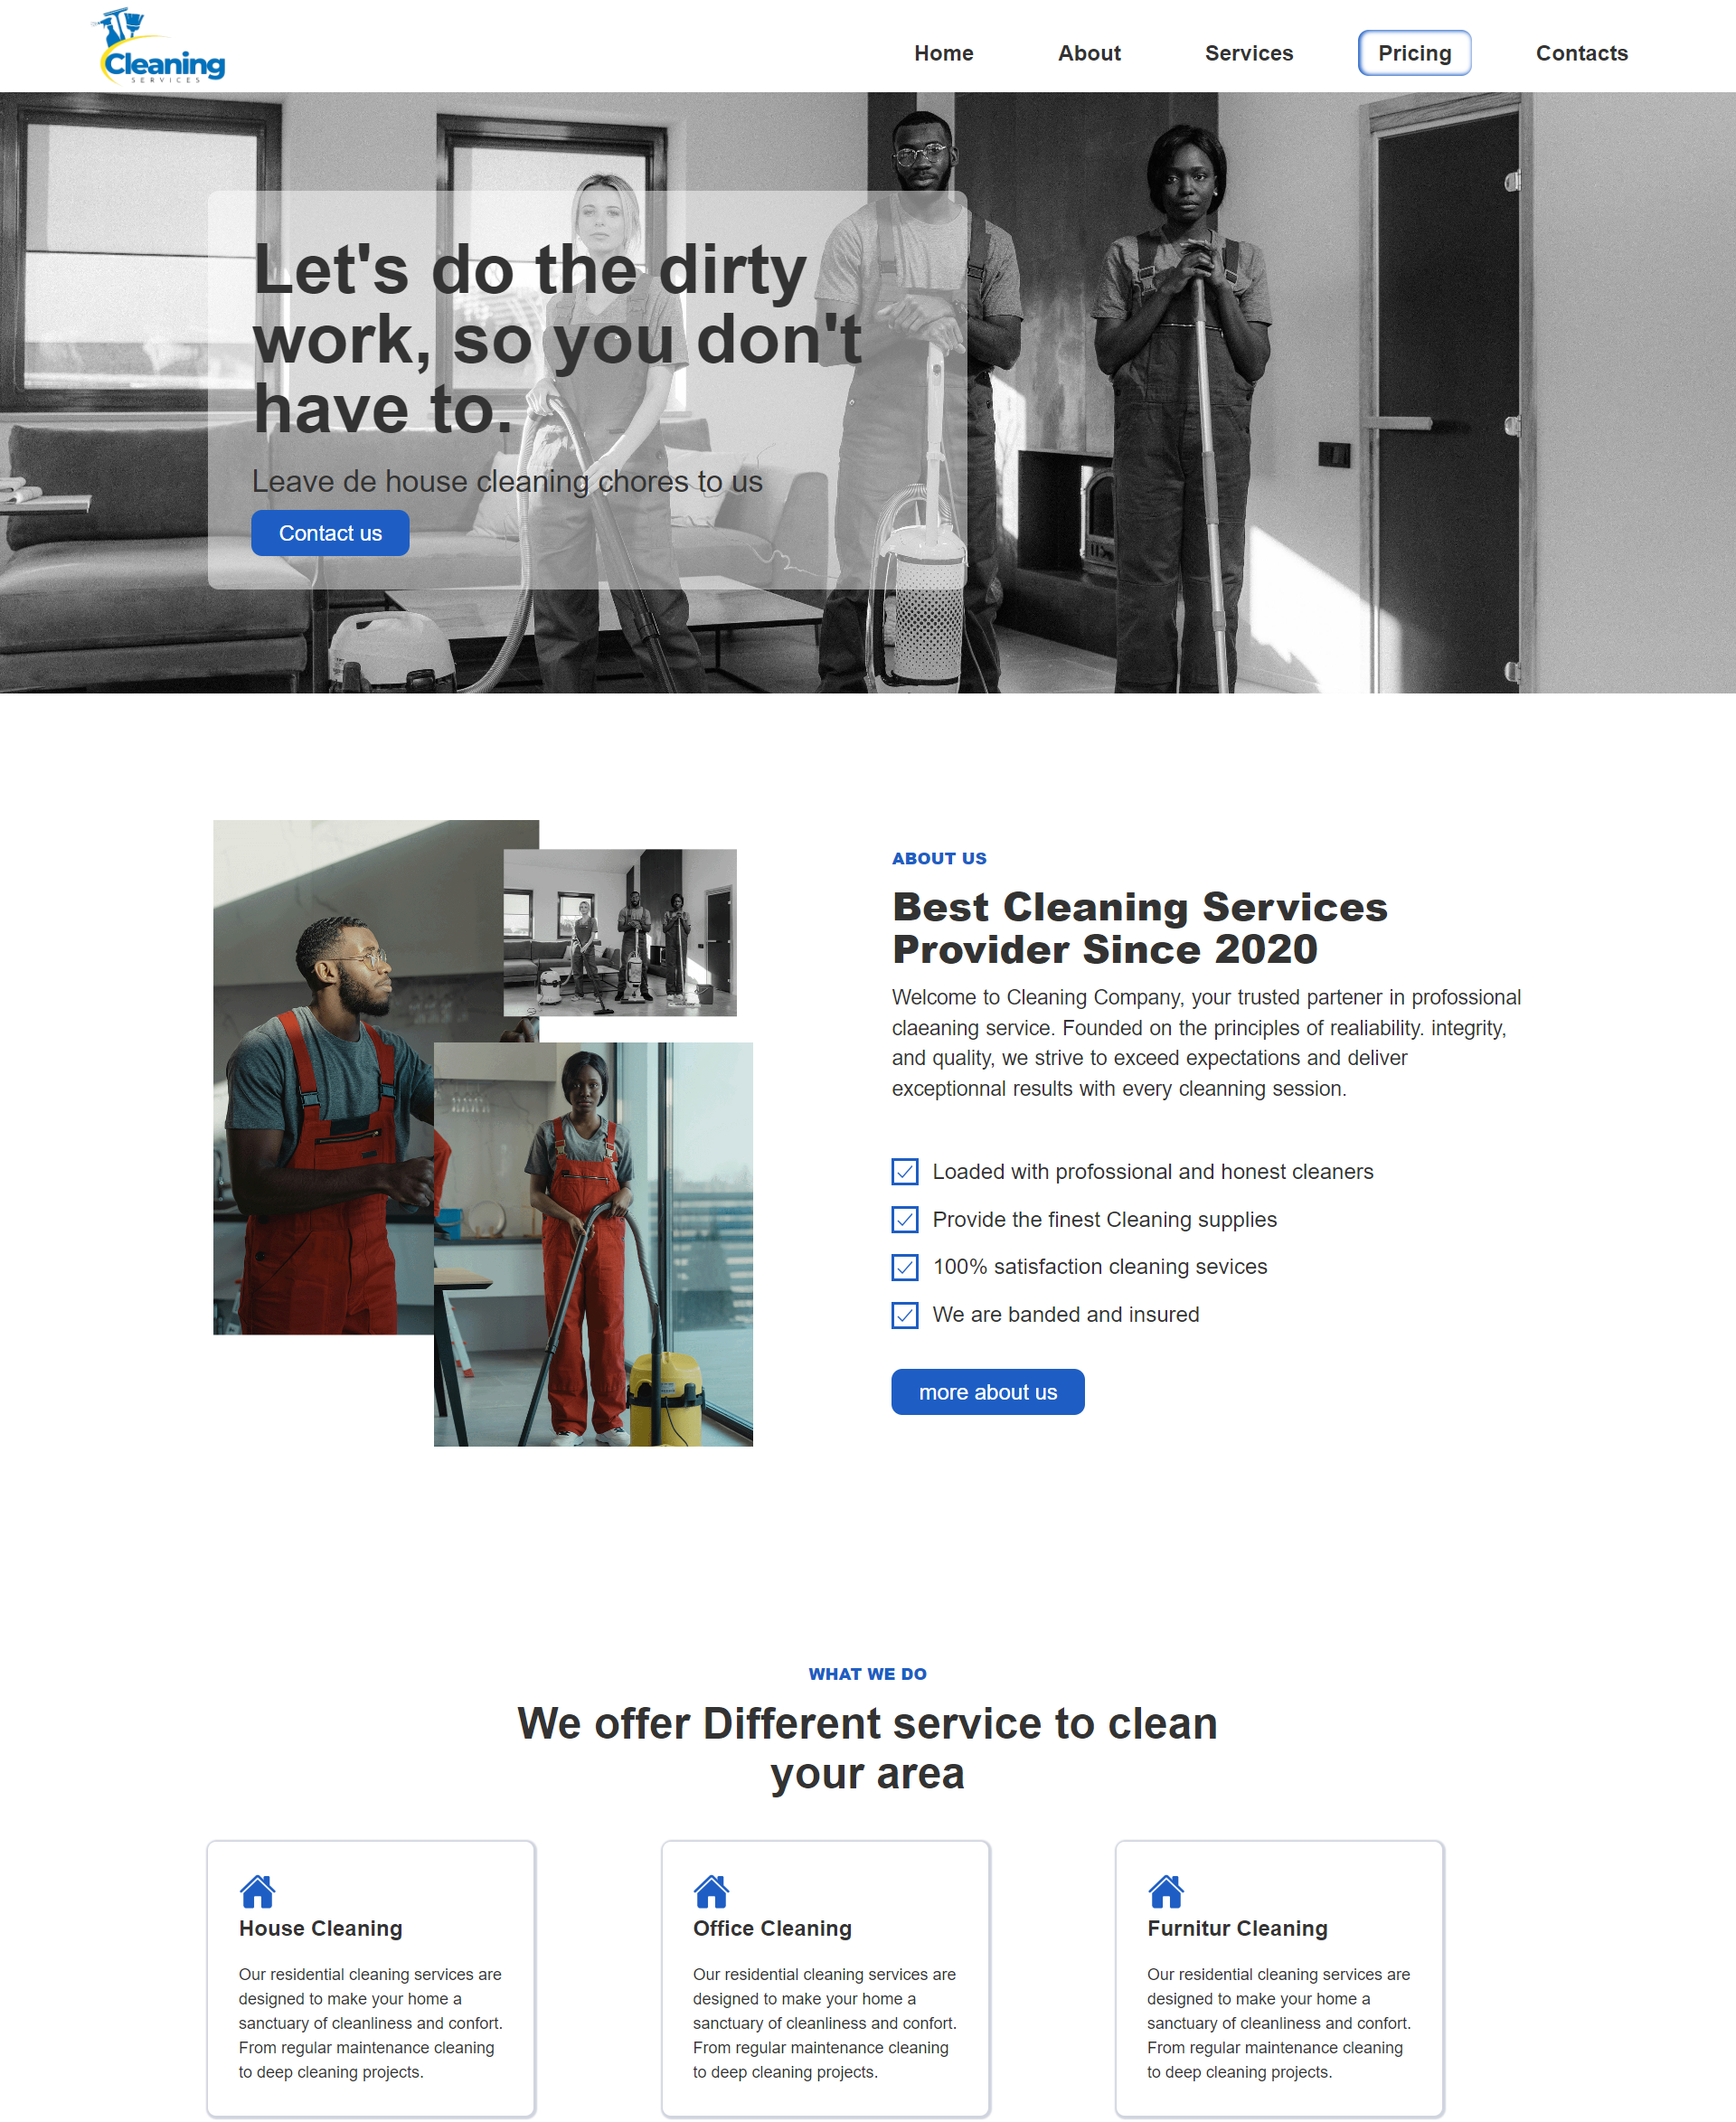 Cleaning
SERVICES
Home
About
Services
Pricing
Contacts
Let's do the dirty
work, so you don't
have to.
Leave de house cleaning chores to us
Contact us
ABOUT US
Best Cleaning Services
Provider Since 2020
Welcome to Cleaning Company, your trusted partener in profossional
claeaning service. Founded on the principles of realiability. integrity,
and quality, we strive to exceed expectations and deliver
exceptionnal results with every cleanning session.
Loaded with profossional and honest cleaners
Provide the finest Cleaning supplies
100% satisfaction cleaning sevices
We are banded and insured
more about us
WHAT WE DO
We offer Different service to clean
your area
House Cleaning
Our residential cleaning services are
designed to make your home a
sanctuary of cleanliness and confort.
From regular maintenance cleaning
to deep cleaning projects.
Office Cleaning
Our residential cleaning services are
designed to make your home a
sanctuary of cleanliness and confort.
From regular maintenance cleaning
to deep cleaning projects.
Furnitur Cleaning
Our residential cleaning services are
designed to make your home a
sanctuary of cleanliness and confort.
From regular maintenance cleaning
to deep cleaning projects.